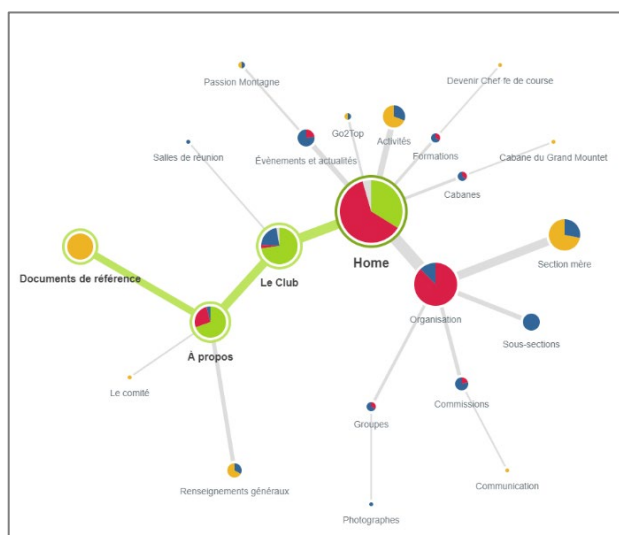 Passion Montagne
Devenir Chef·fe de course
Go2Top
Activités
Salles de réunion
Évènements et actualités
Formations
Cabane du Grand Mountet
Cabanes
Home
Section mère
Documents de référence
Le Club
Organisation
Sous-sections
À propos
Le comité
Commissions
Groupes
Renseignements généraux
Communication
Photographes